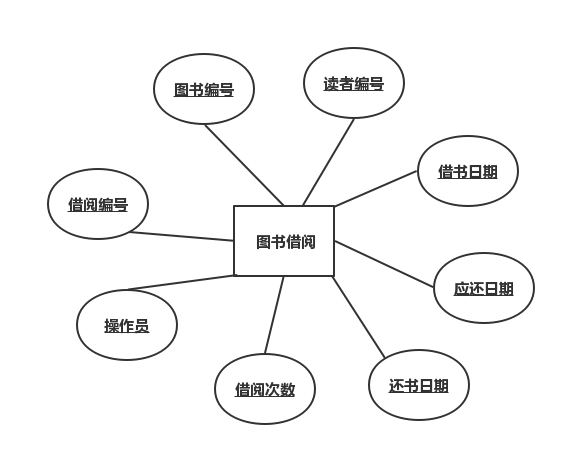 读者编号
图书编号
借书日期
借阅编号
图书借阅
应还日期
操作员
还书日期
借阅次数